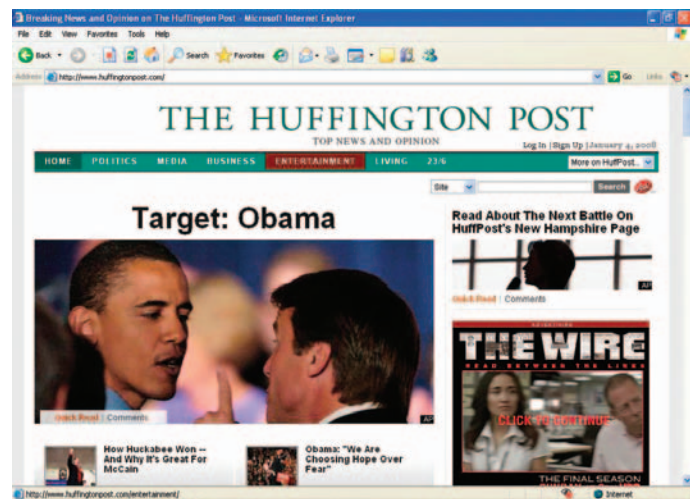 Breaking News and Opinion on The Huffington Post - Microsoft Internet Explorer
File Edit View Favorites Tools Help
Back Search Favorites
Address http://www.huffingtonpost.com/ Go Links
THE HUFFINGTON POST
TOP NEWS AND OPINION
Log In | Sign Up | January 4, 2008
HOME POLITICS MEDIA BUSINESS ENTERTAINMENT LIVING 23/6 More on HuffPost..
Site Search
Target: Obama
Read About The Next Battle On
HuffPost's New Hampshire Page
AP
Quick Read | Comments
THE WIRE
READ BETWEEN THE LINES
CLICK TO CONTINUE
THE FINAL SEASON
Quick Read | Comments
AP
How Huckabee Won --
And Why It's Great For
McCain
Obama: "We Are
Choosing Hope Over
Fear"
http://www.huffingtonpost.com/entertainment/ Internet